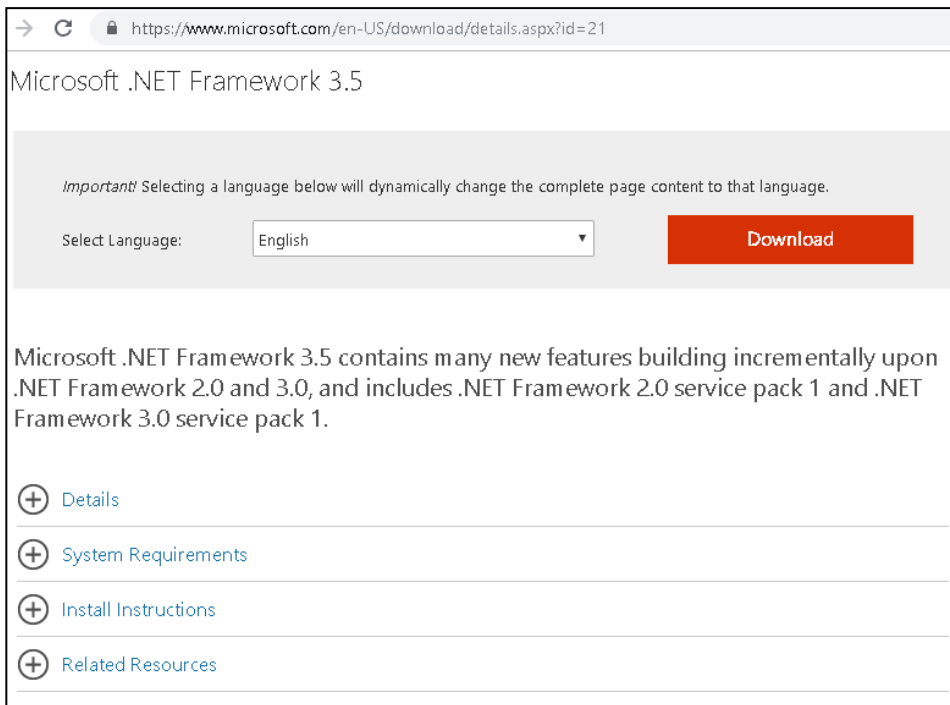 https://www.microsoft.com/en-US/download/details.aspx?id=21
Microsoft .NET Framework 3.5
Important! Selecting a language below will dynamically change the complete page content to that language.
Select Language:
English
Download
Microsoft .NET Framework 3.5 contains many new features building incrementally upon
.NET Framework 2.0 and 3.0, and includes .NET Framework 2.0 service pack 1 and .NET
Framework 3.0 service pack 1.
Details
System Requirements
Install Instructions
Related Resources